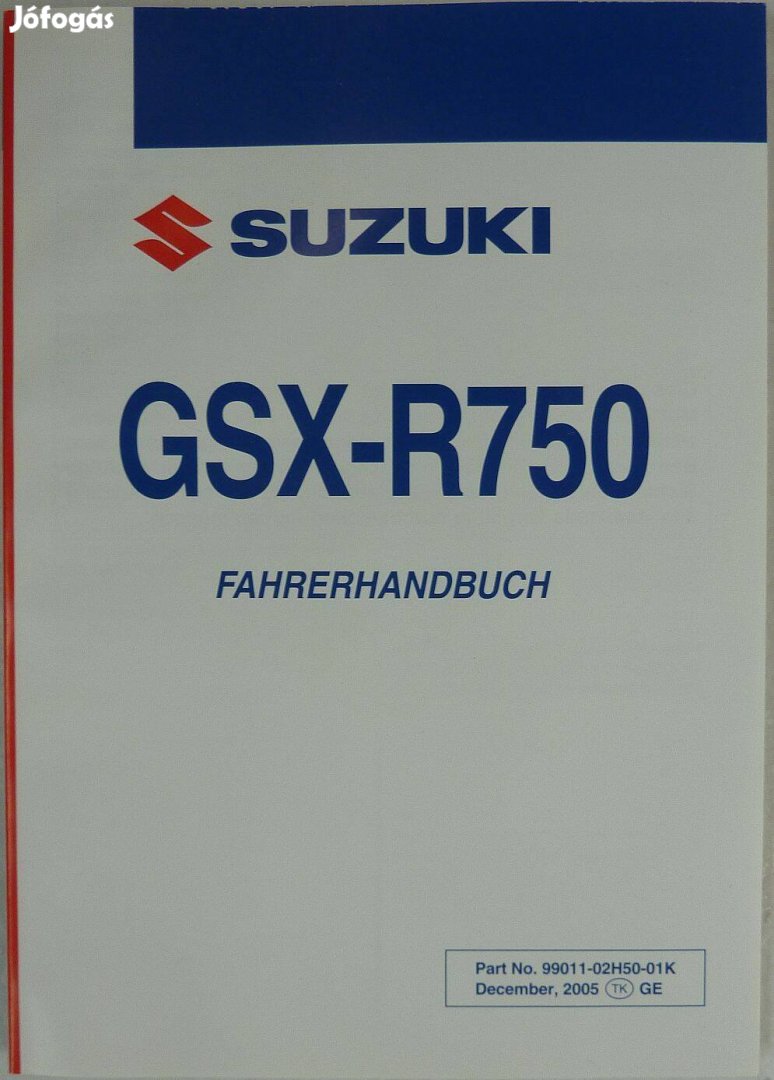 Jófogás
SUZUKI
GSX-R750
FAHRERHANDBUCH
Part No. 99011-02H50-01K
December, 2005 TK GE